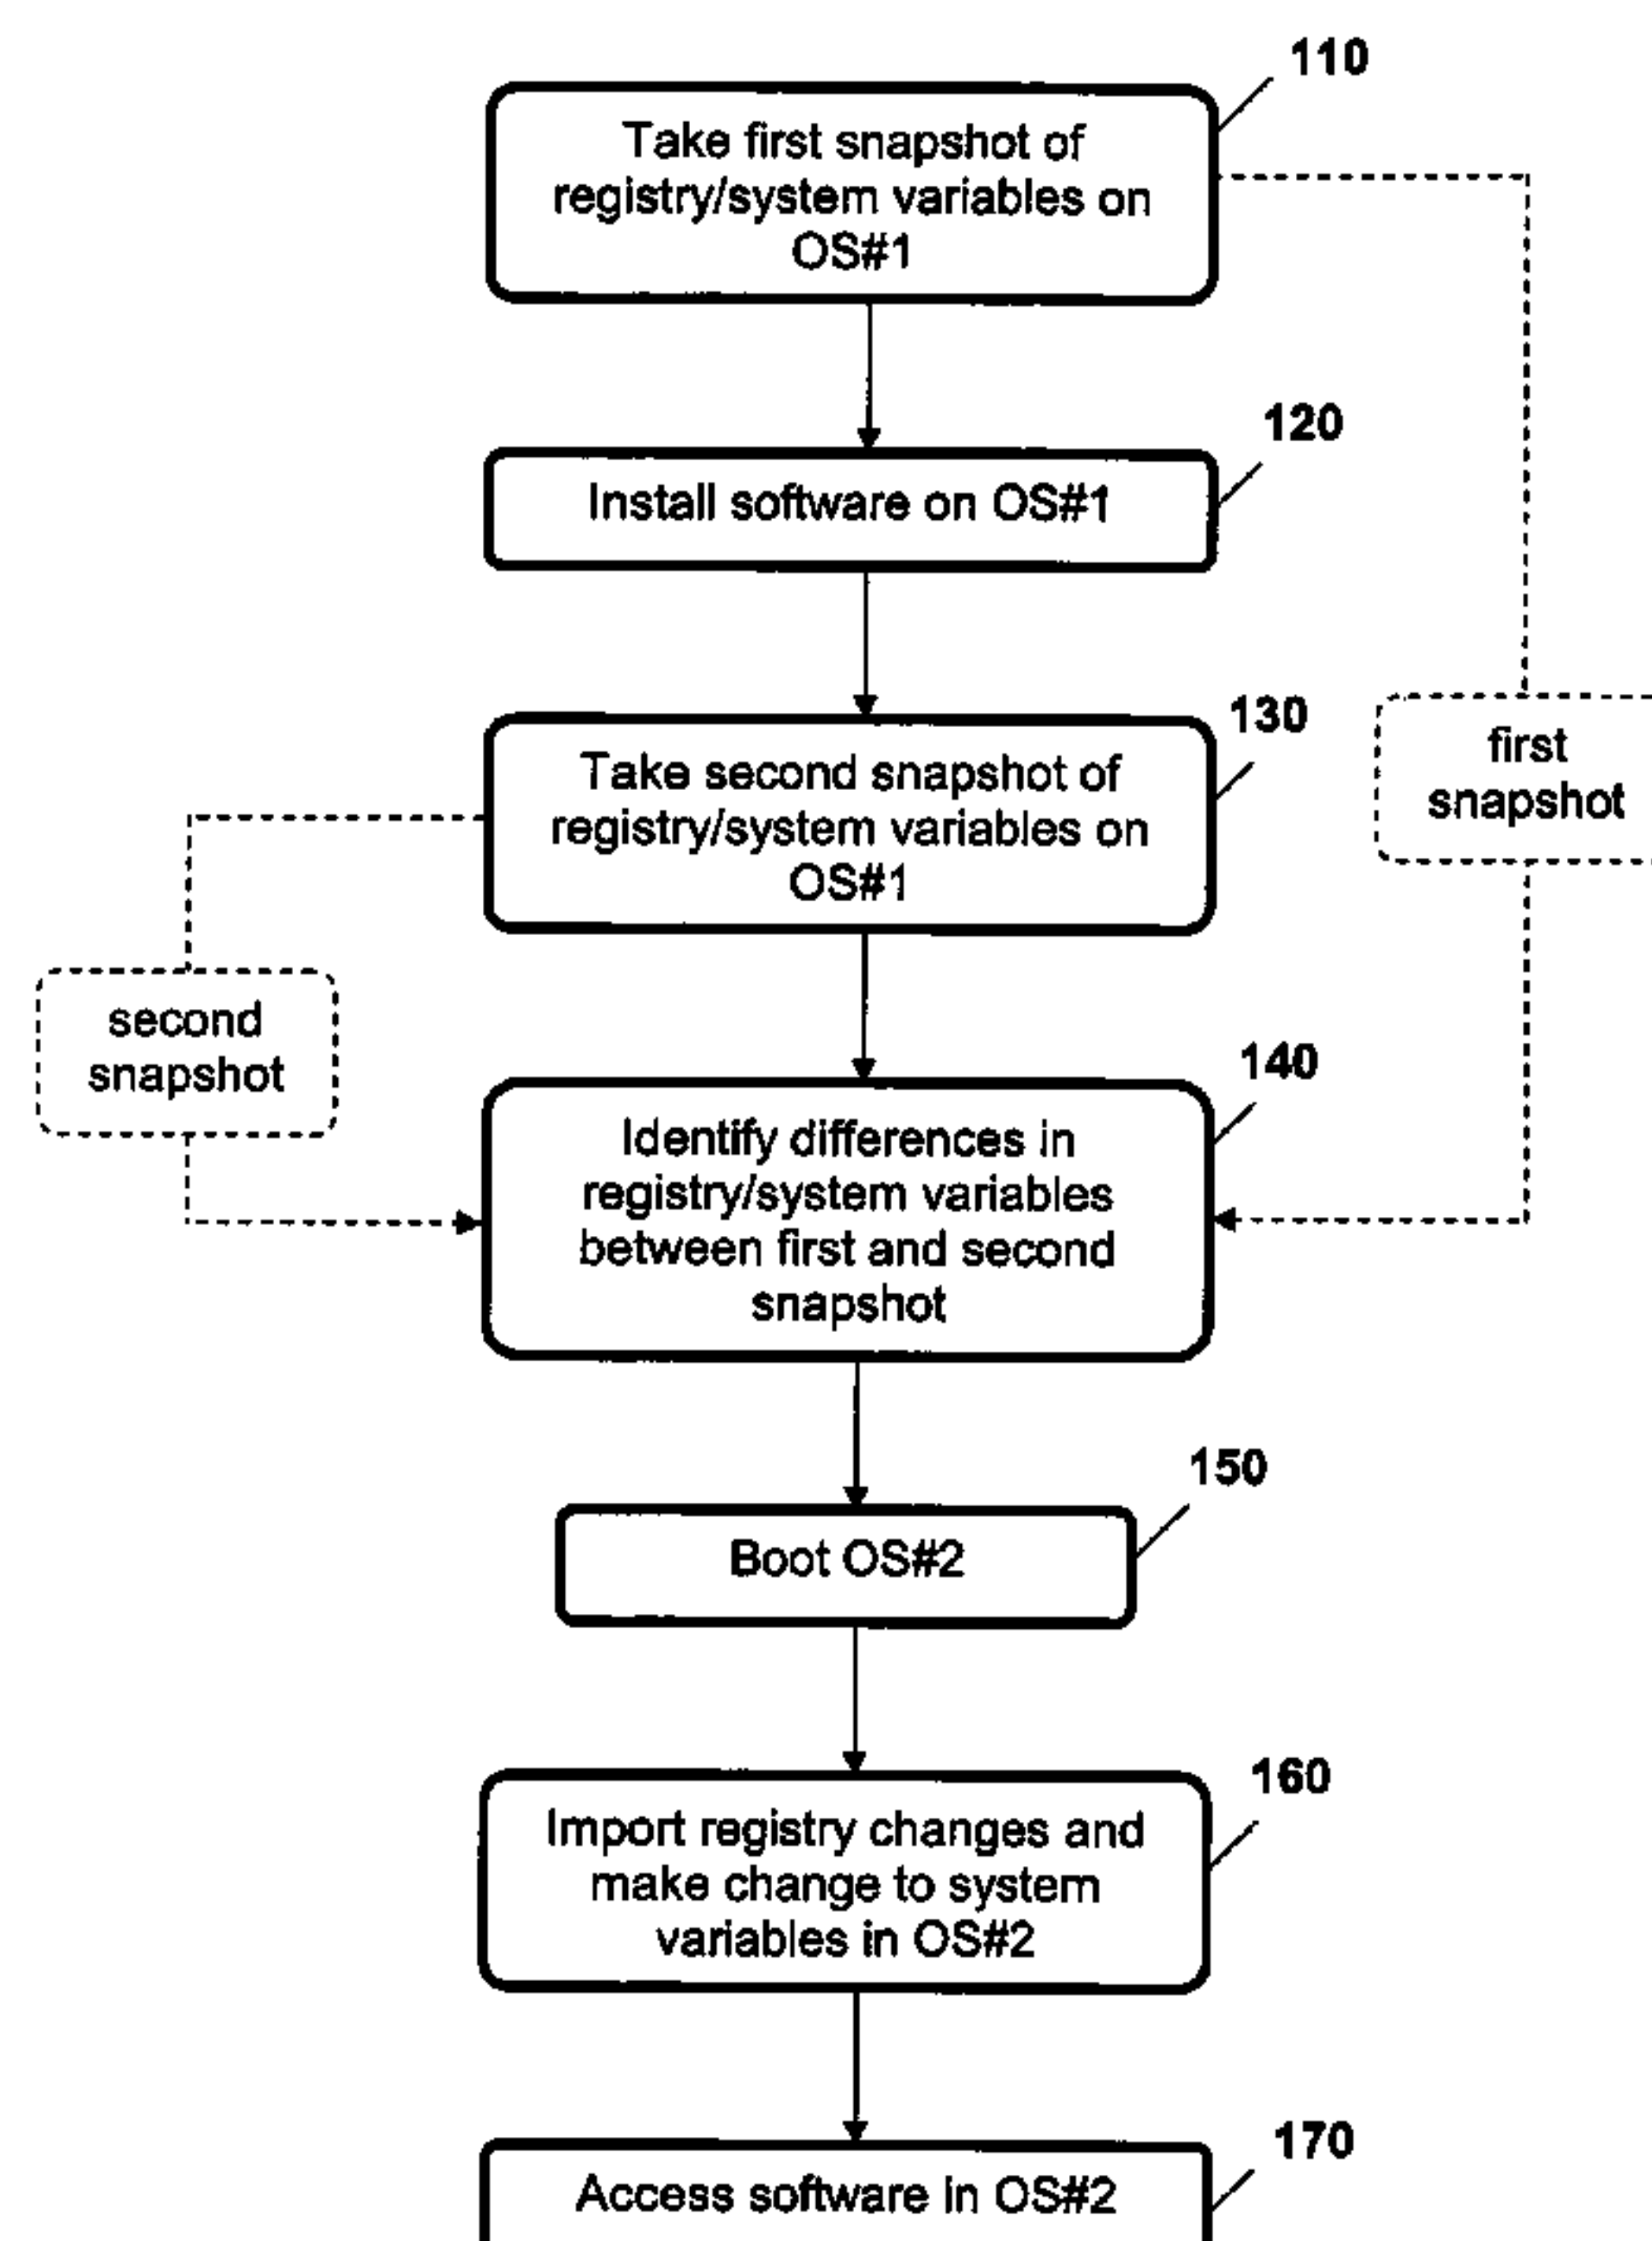 110
Take first snapshot of
registry/system variables on
OS#1
120
Install software on OS#1
130
Take second snapshot of
registry/system variables on
OS#1
first
snapshot
second
snapshot
140
Identify differences in
registry/system variables
between first and second
snapshot
150
Boot OS#2
160
Import registry changes and
make change to system
variables in OS#2
170
Access software in OS#2